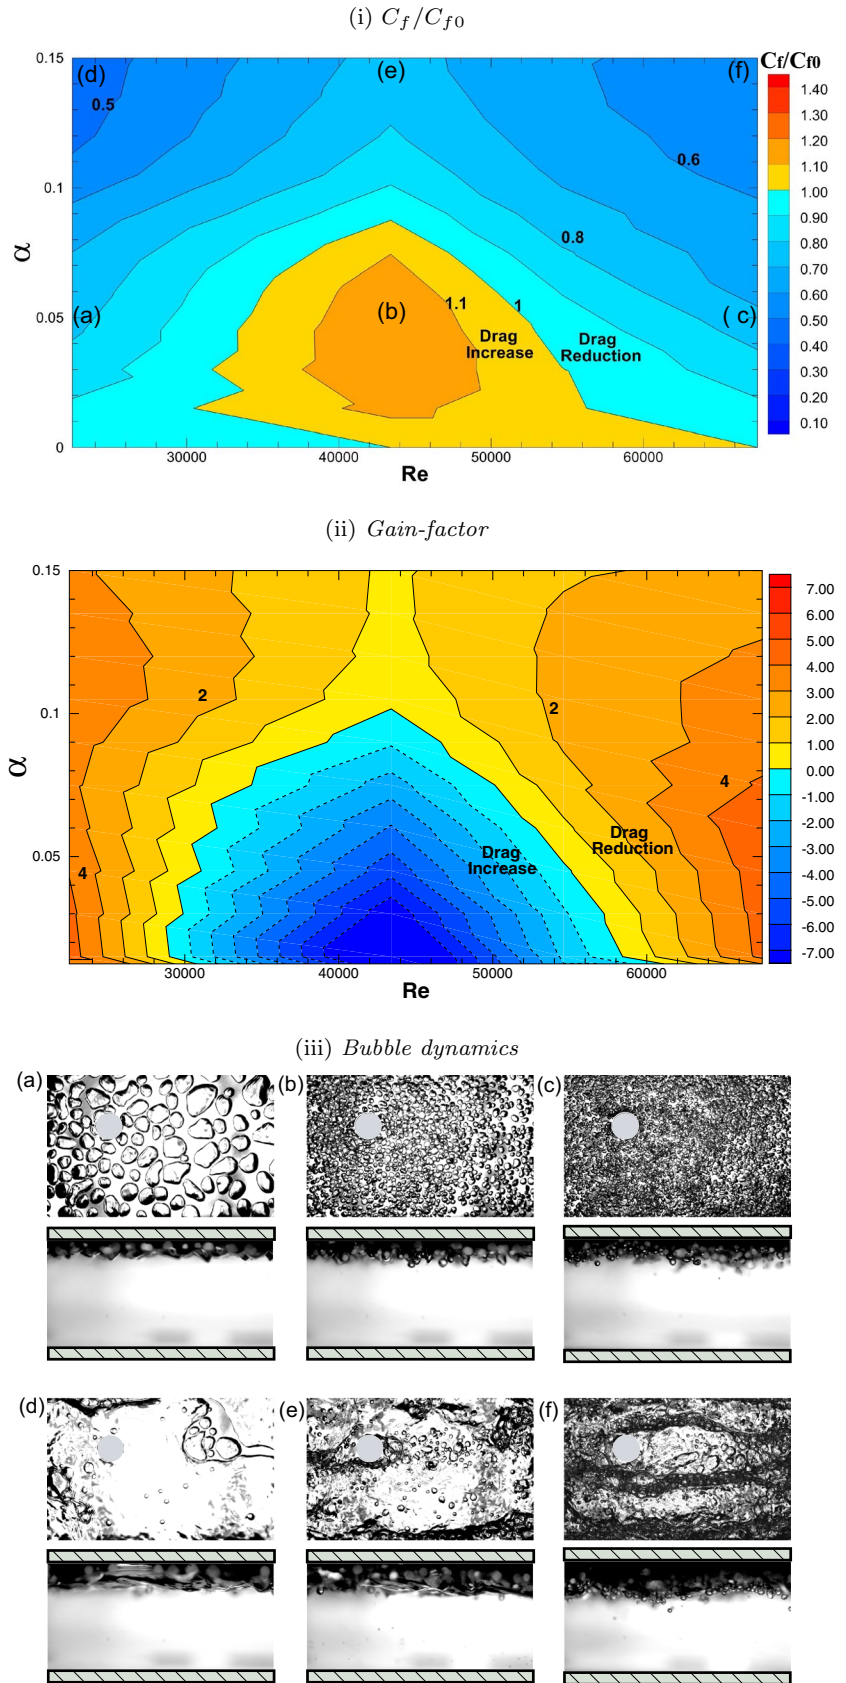 (i) C_f/C_f0
0.15
(d)
(e)
(f)
Cf/Cf0
0.5
1.40
1.30
1.20
1.10
1.00
0.90
0.80
0.70
0.60
0.50
0.40
0.30
0.20
0.10
0.6
0.1
α
0.8
0.05
(a)
(b)
1.1
1
(c)
Drag
Increase
Drag
Reduction
0
30000
40000
50000
60000
Re
(ii) Gain-factor
0.15
7.00
6.00
5.00
4.00
3.00
2.00
1.00
0.00
-1.00
-2.00
-3.00
-4.00
-5.00
-6.00
-7.00
2
2
0.1
α
4
Drag
Reduction
Drag
Increase
0.05
4
30000
40000
50000
60000
Re
(iii) Bubble dynamics
(a)
(b)
(c)
(d)
(e)
(f)